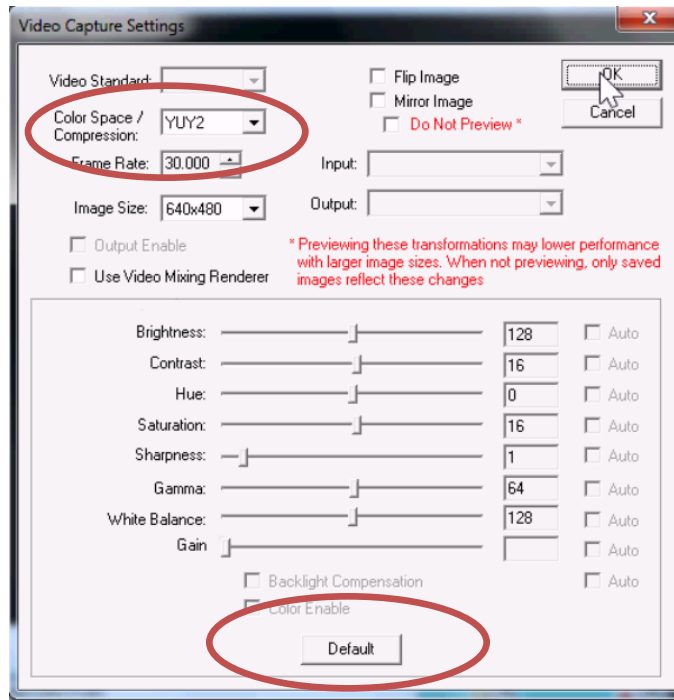 Video Capture Settings
Video Standard:
Flip Image
OK
Color Space / Compression:
YUY2
Mirror Image
Cancel
Do Not Preview *
Frame Rate: 30.000
Input:
Image Size: 640x480
Output:
Output Enable
Use Video Mixing Renderer
* Previewing these transformations may lower performance
with larger image sizes. When not previewing, only saved
images reflect these changes
Brightness: 128 Auto
Contrast: 16 Auto
Hue: 0 Auto
Saturation: 16 Auto
Sharpness: 1 Auto
Gamma: 64 Auto
White Balance: 128 Auto
Gain Auto
Backlight Compensation Auto
Color Enable
Default